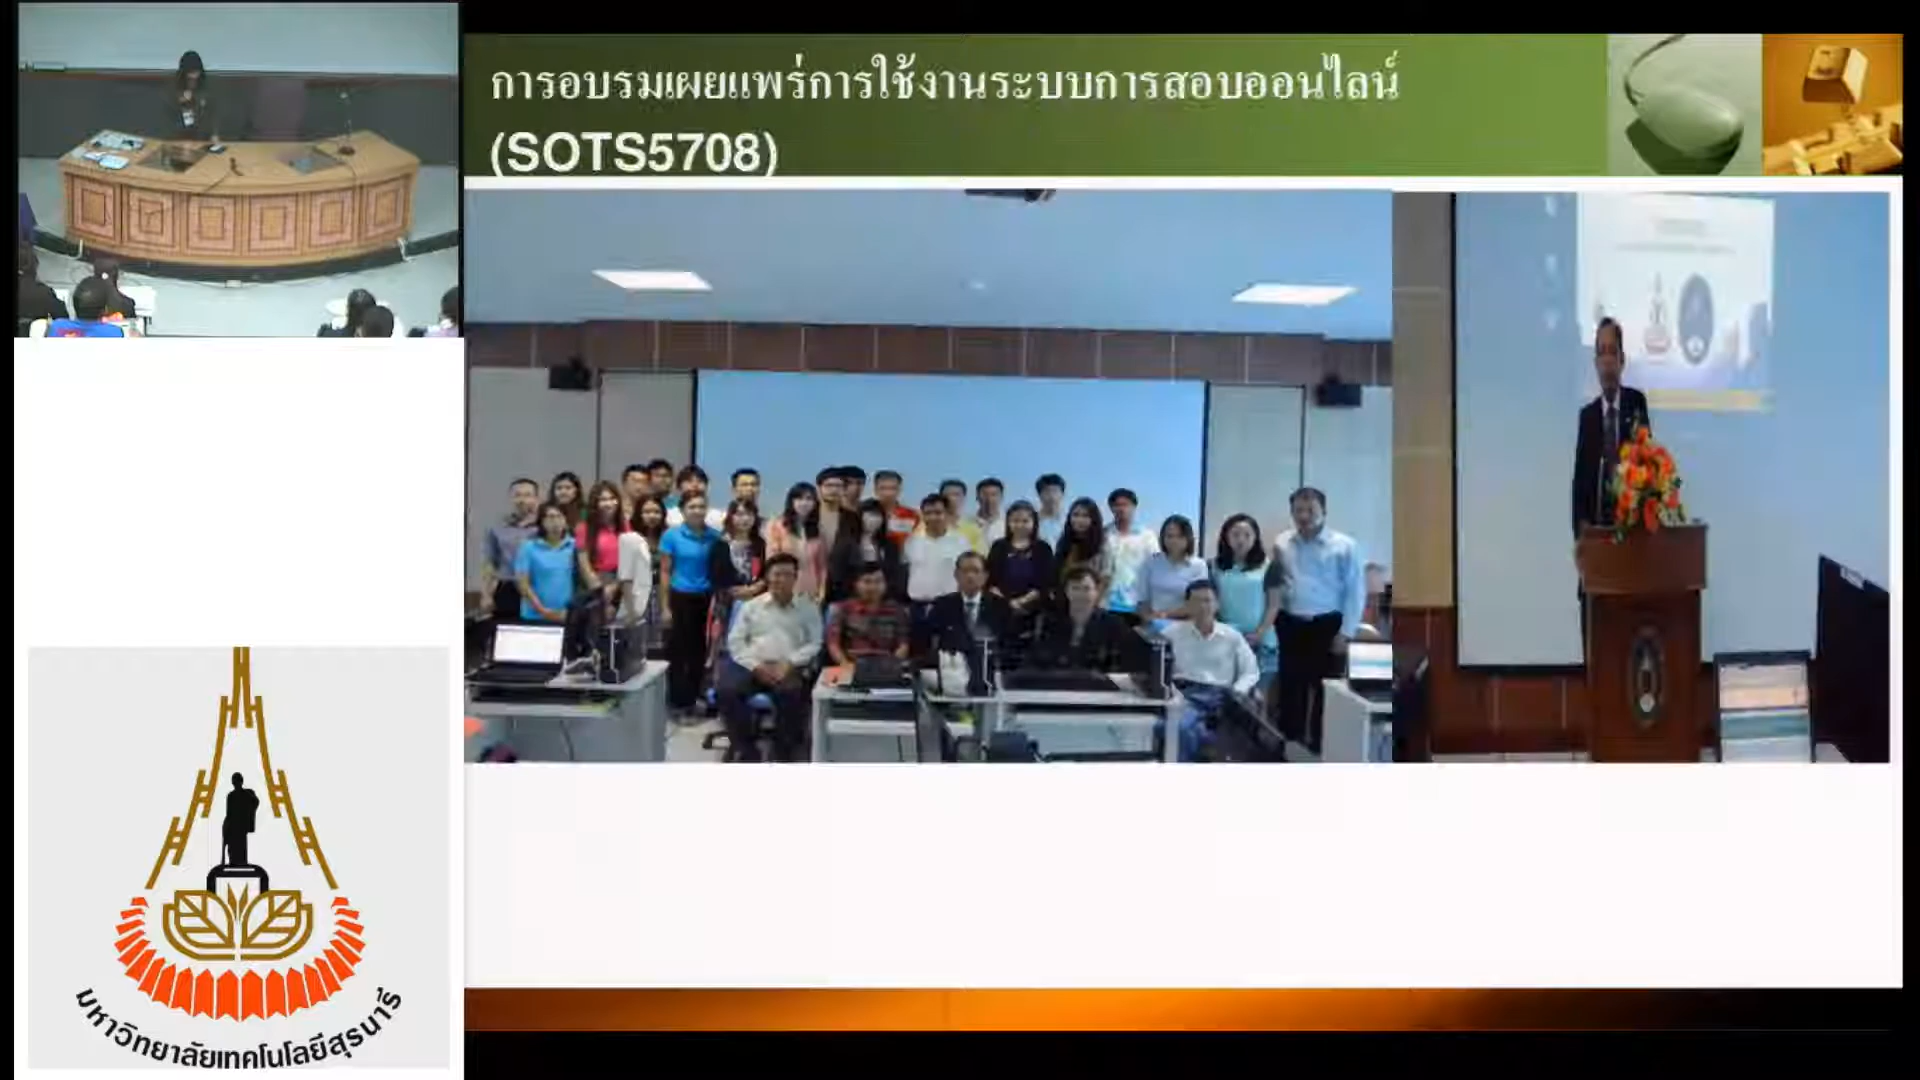 การอบรมเผยแพร่การใช้งานระบบการสอบออนไลน์
(SOTS5708)
มหาวิทยาลัยเทคโนโลยีสุรนารี